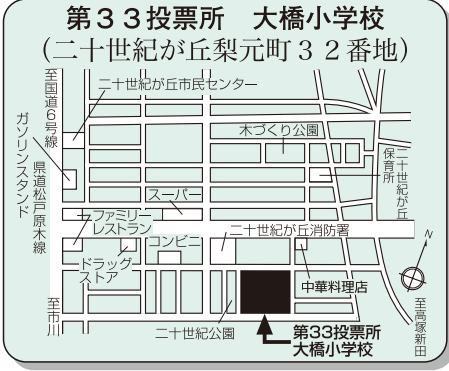 第33投票所　大橋小学校
（二十世紀が丘梨元町32番地）
至国道6号線
二十世紀が丘市民センター
ガソリンスタンド
県道松戸原木線
木づくり公園
二十世紀が丘
保育所
スーパー
ファミリー
レストラン
コンビニ
二十世紀が丘消防署
ドラッグ
ストア
中華料理店
N
至市川
二十世紀公園
第33投票所
大橋小学校
至高塚新田